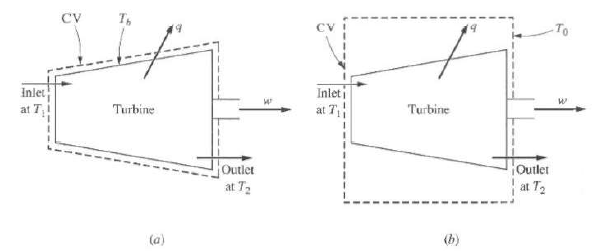 CV
T_b
q
Inlet
at T_1
Turbine
w
Outlet
at T_2
(a)
CV
q
T_0
Inlet
at T_1
Turbine
w
Outlet
at T_2
(b)